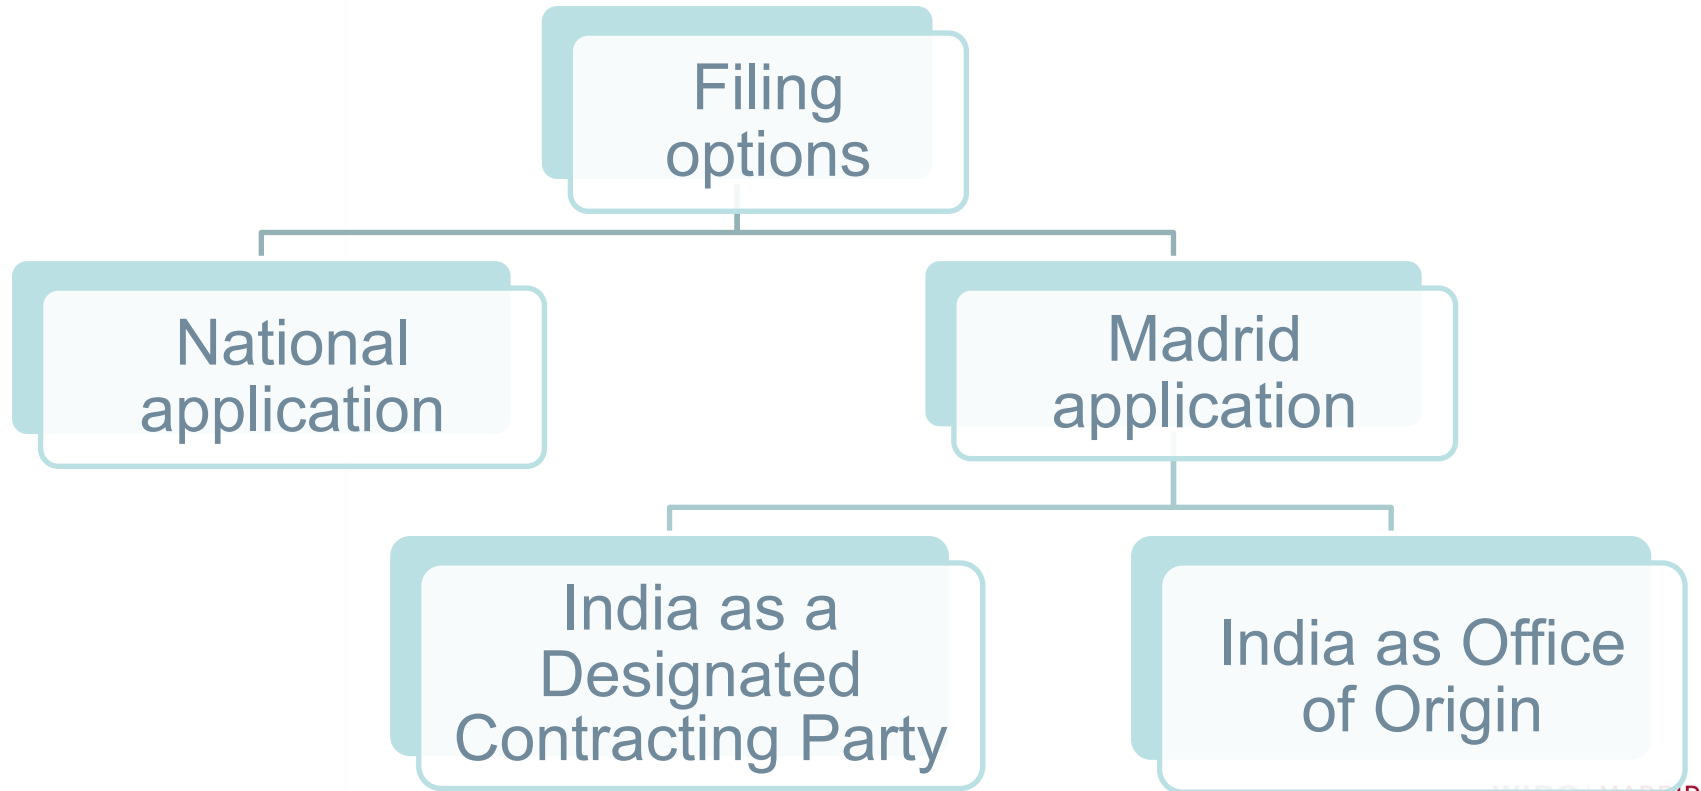 Filing
options
National
application
Madrid
application
India as a
Designated
Contracting Party
India as Office
of Origin